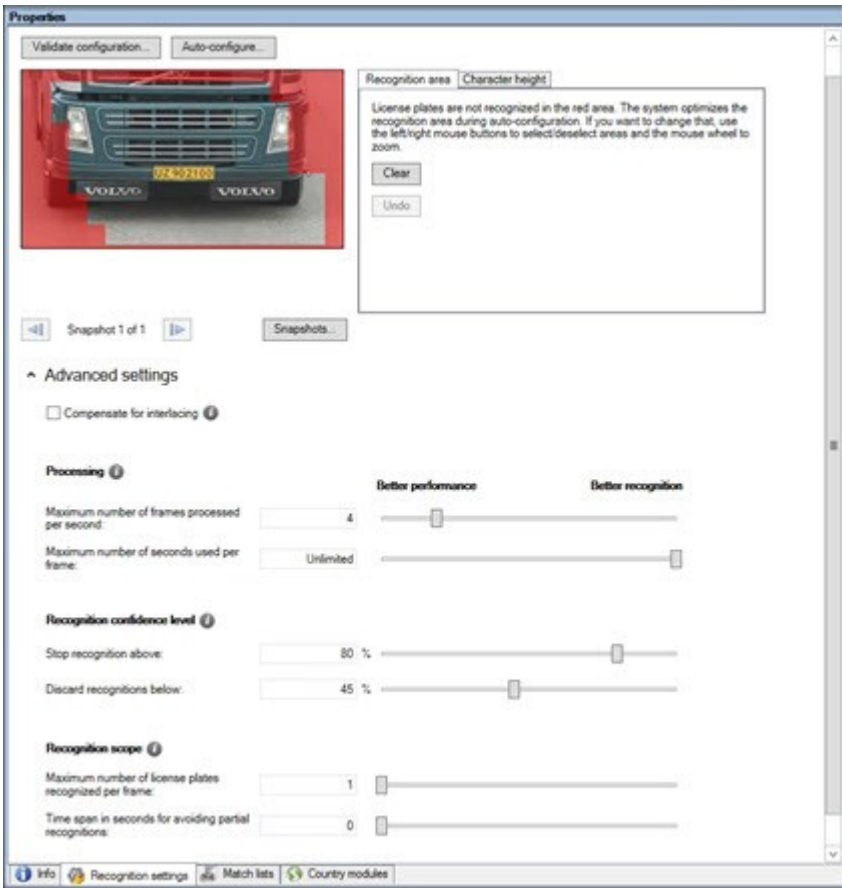 Properties
Validate configuration...
Auto-configure...
Recognition area
Character height
License plates are not recognized in the red area. The system optimizes the
recognition area during auto-configuration. If you want to change that, use
the left/right mouse buttons to select/deselect areas and the mouse wheel to
zoom.
Clear
Undo
UZ 902100
VOLVO VOLVO
Snapshot 1 of 1
Snapshots...
Advanced settings
Compensate for interlacing
Processing
Better performance Better recognition
Maximum number of frames processed
per second:
4
Maximum number of seconds used per
frame:
Unlimited
Recognition confidence level
Stop recognition above: 80 %
Discard recognitions below: 45 %
Recognition scope
Maximum number of license plates
recognized per frame:
1
Time span in seconds for avoiding partial
recognitions:
0
Info Recognition settings Match lists Country modules